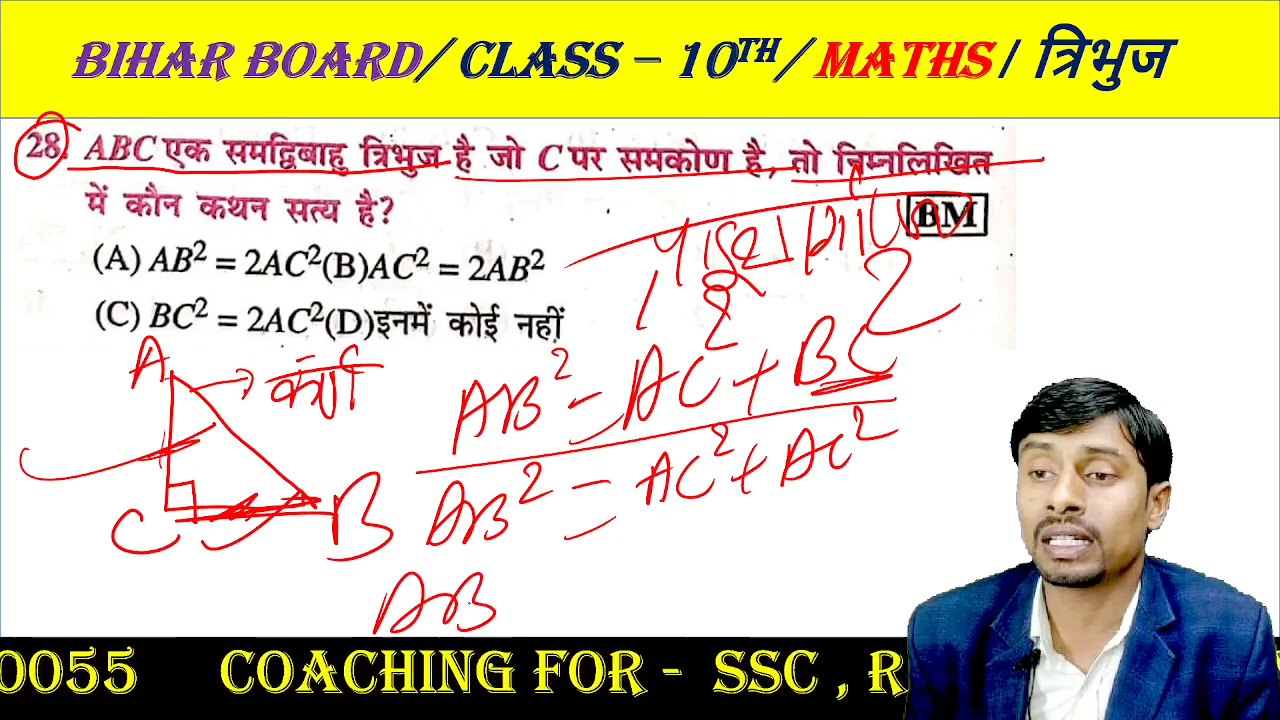 BIHAR BOARD/ CLASS – 10TH/ MATHS/ त्रिभुज
28. ABC एक समद्विबाहु त्रिभुज है जो C पर समकोण है, तो निम्नलिखित
में कौन कथन सत्य है?
BM
(A) AB² = 2AC² (B) AC² = 2AB²
(C) BC² = 2AC² (D) इनमें कोई नहीं
A
कर्ण
C
B
AB² = AC² + BC²
AB² = AC² + AC²
AB
0055 COACHING FOR - SSC , R